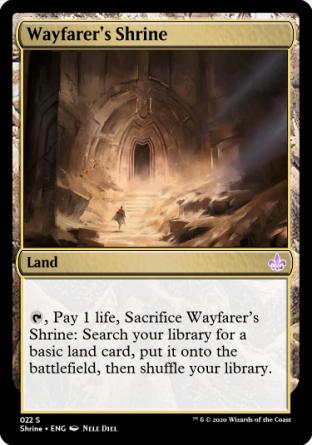 Wayfarer's Shrine
Land
, Pay 1 life, Sacrifice Wayfarer's
Shrine: Search your library for a
basic land card, put it onto the
battlefield, then shuffle your library.
022 S
Shrine • ENG Nele Diel
™ & © 2020 Wizards of the Coast